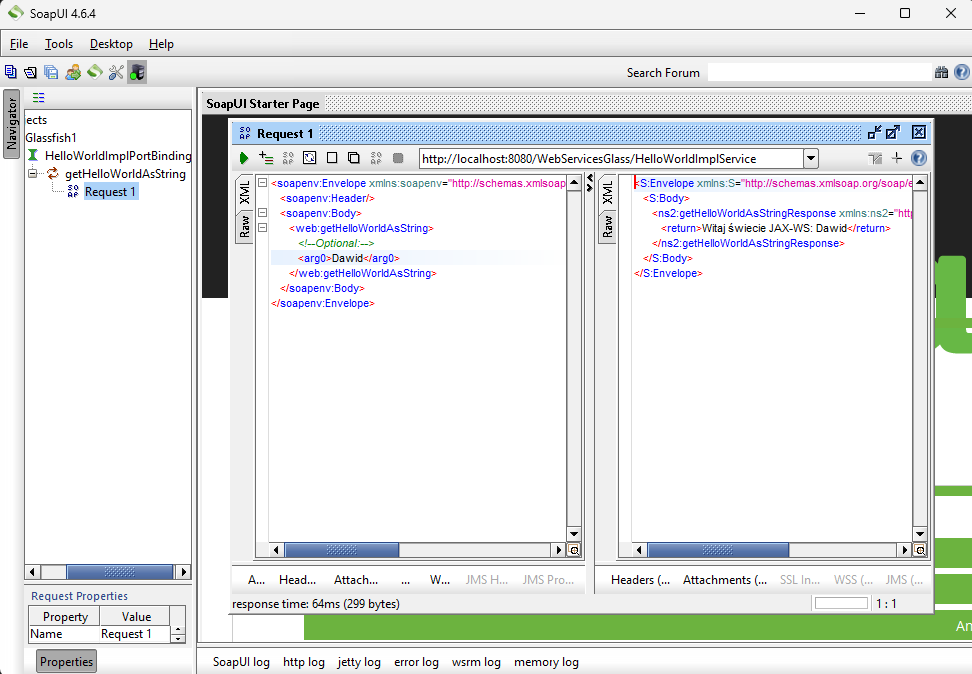 SoapUI 4.6.4
File Tools Desktop Help
Search Forum
Navigator
ects
Glassfish1
HelloWorldImplPortBinding
getHelloWorldAsString
Request 1
SoapUI Starter Page
Request 1
http://localhost:8080/WebServicesGlass/HelloWorldImplService
XML
Raw
<soapenv:Envelope xmlns:soapenv="http://schemas.xmlsoap
<soapenv:Header/>
<soapenv:Body>
<web:getHelloWorldAsString>
<!--Optional:-->
<arg0>Dawid</arg0>
</web:getHelloWorldAsString>
</soapenv:Body>
</soapenv:Envelope>
XML
Raw
<S:Envelope xmlns:S="http://schemas.xmlsoap.org/soap/e
<S:Body>
<ns2:getHelloWorldAsStringResponse xmlns:ns2="http
<return>Witaj świecie JAX-WS: Dawid</return>
</ns2:getHelloWorldAsStringResponse>
</S:Body>
</S:Envelope>
A... Head... Attach... ... W... JMS H... JMS Pro...
Headers (... Attachments (... SSL In... WSS (... JMS (...
response time: 64ms (299 bytes)
1 : 1
Request Properties
Property Value
Name Request 1
Properties
An
SoapUI log http log jetty log error log wsrm log memory log